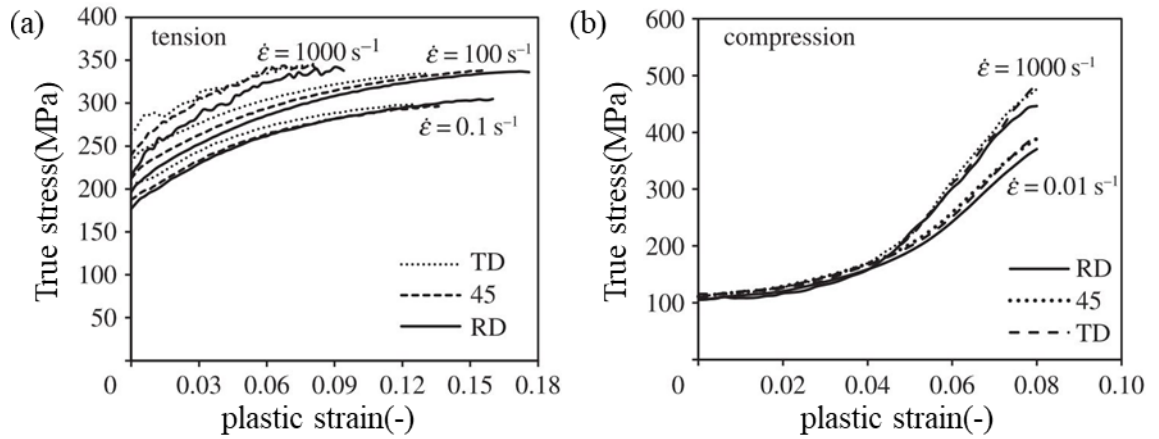 (a)
400
350
300
250
200
150
100
50
0
0.03
0.06
0.09
0.12
0.15
0.18
True stress(MPa)
plastic strain(-)
tension
ε̇ = 1000 s⁻¹
ε̇ = 100 s⁻¹
ε̇ = 0.1 s⁻¹
TD
45
RD
(b)
600
500
400
300
200
100
0
0.02
0.04
0.06
0.08
0.10
True stress(MPa)
plastic strain(-)
compression
ε̇ = 1000 s⁻¹
ε̇ = 0.01 s⁻¹
RD
45
TD